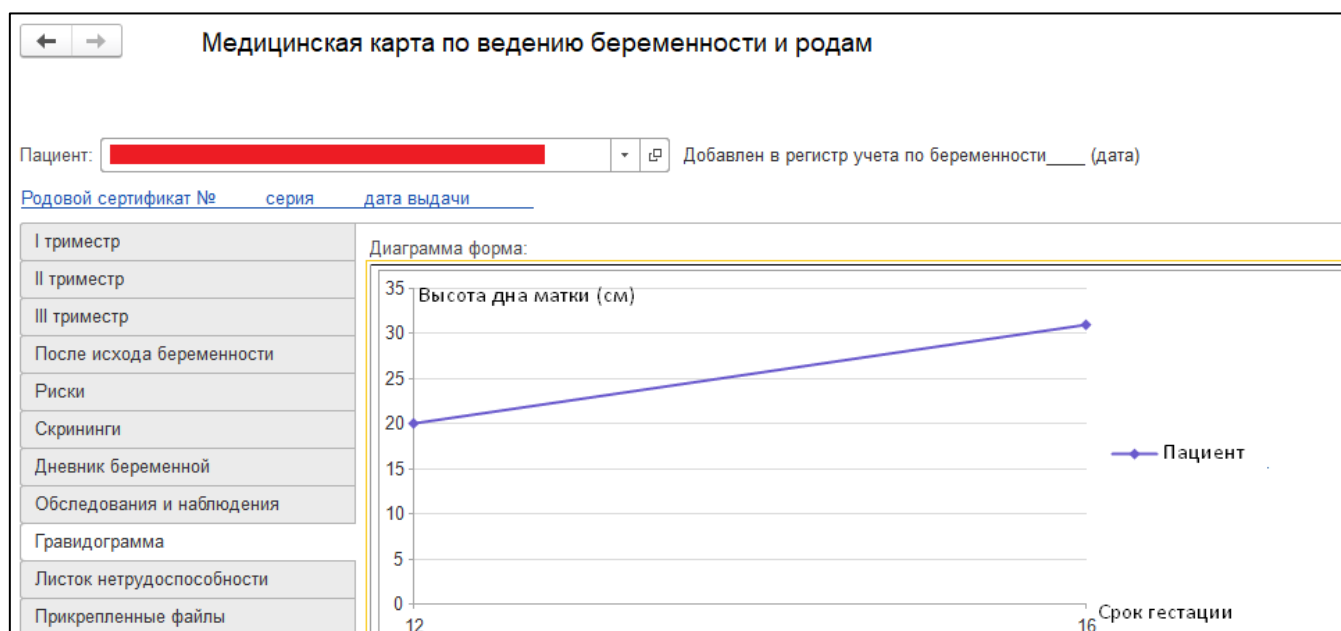 Медицинская карта по ведению беременности и родам
Пациент:
Добавлен в регистр учета по беременности____ (дата)
Родовой сертификат № серия дата выдачи
I триместр
II триместр
III триместр
После исхода беременности
Риски
Скрининги
Дневник беременной
Обследования и наблюдения
Гравидограмма
Листок нетрудоспособности
Прикрепленные файлы
Диаграмма форма:
Высота дна матки (см)
35
30
25
20
15
10
5
0
12
16
Срок гестации
Пациент